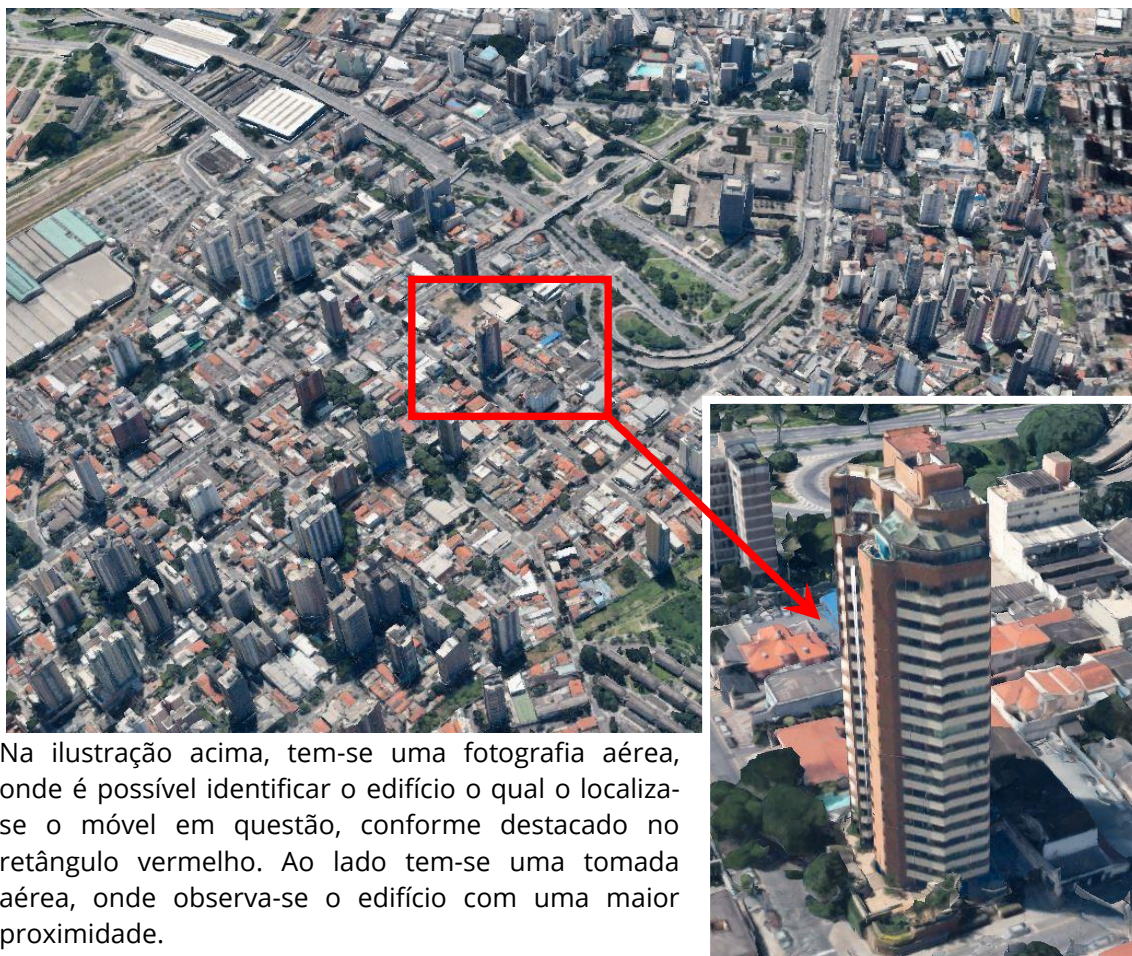 Na ilustração acima, tem-se uma fotografia aérea,
onde é possível identificar o edifício o qual o localiza-
se o móvel em questão, conforme destacado no
retângulo vermelho. Ao lado tem-se uma tomada
aérea, onde observa-se o edifício com uma maior
proximidade.